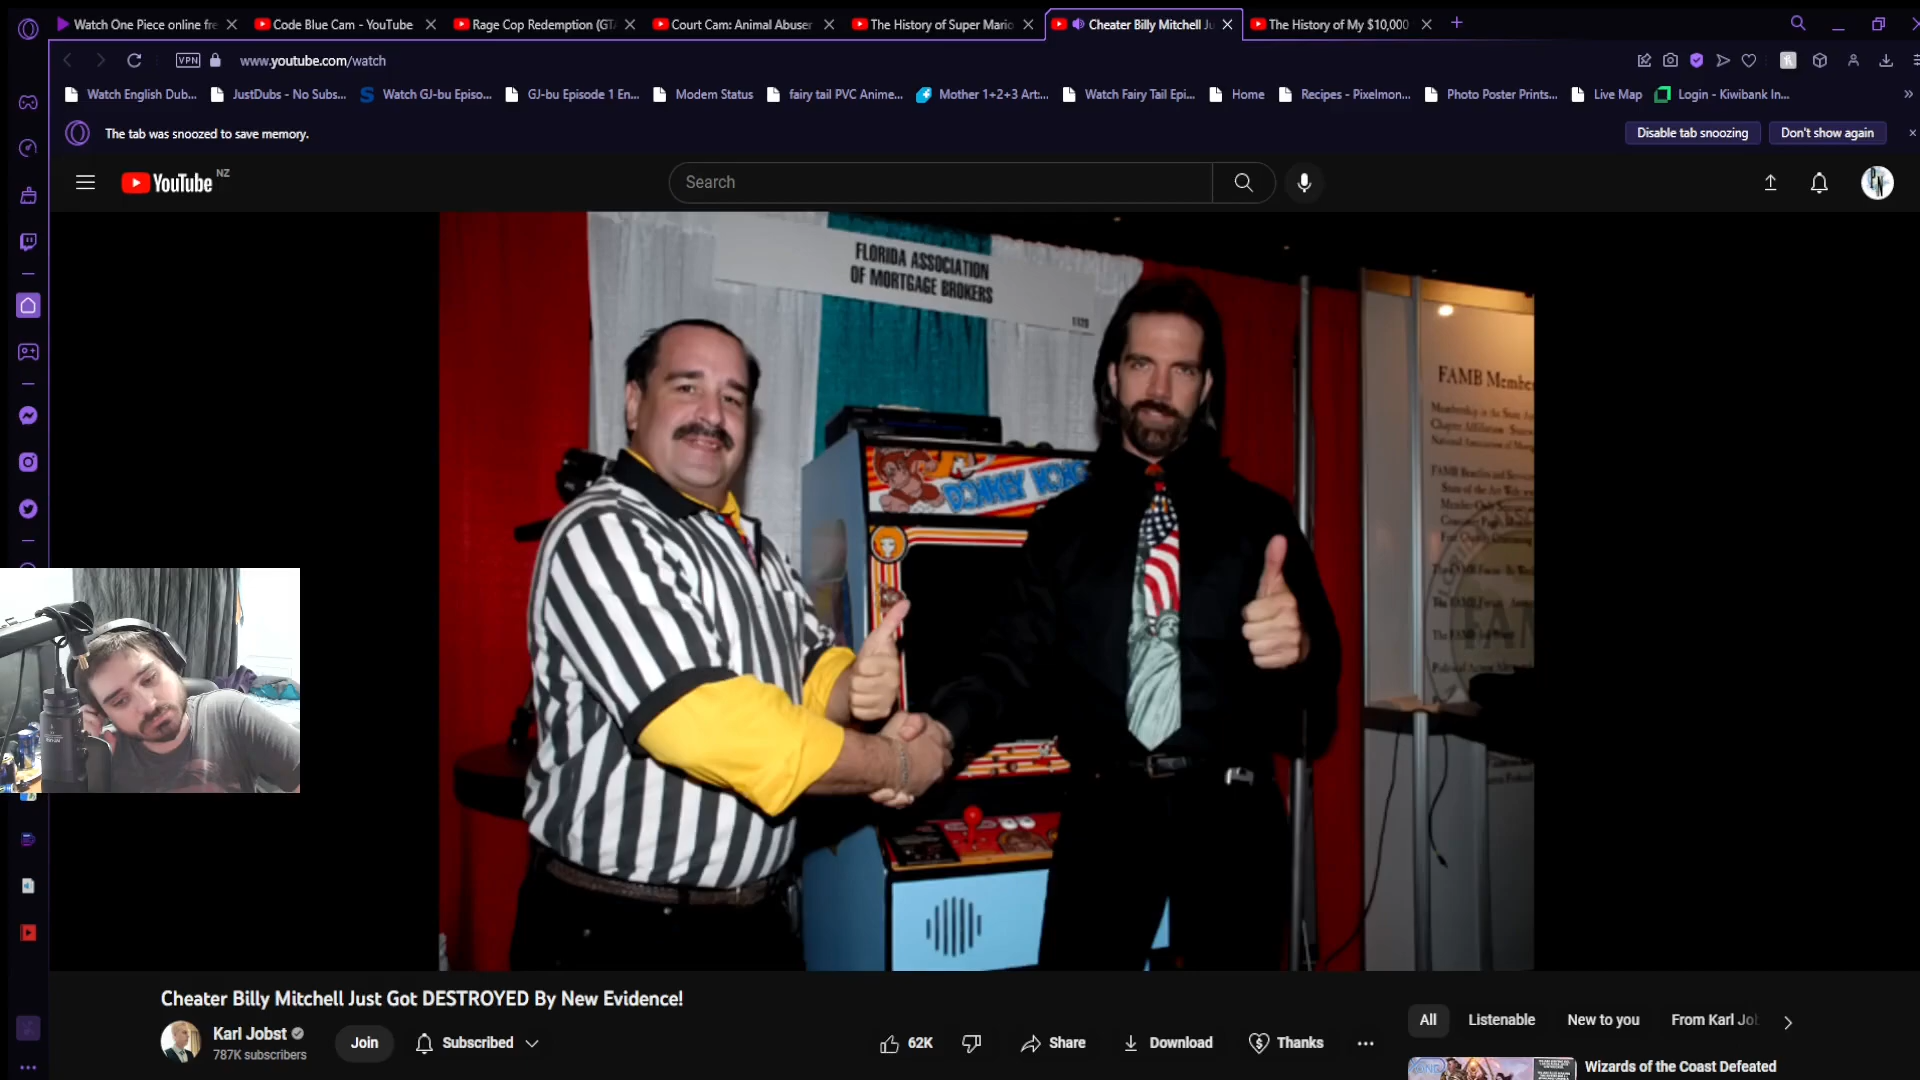 Watch One Piece online fre
Code Blue Cam - YouTube
Rage Cop Redemption (GTA
Court Cam: Animal Abuser
The History of Super Mario
Cheater Billy Mitchell Ju
The History of My $10,000
VPN
www.youtube.com/watch
Watch English Dub...
JustDubs - No Subs...
Watch GJ-bu Episo...
GJ-bu Episode 1 En...
Modem Status
fairy tail PVC Anime...
Mother 1+2+3 Art:...
Watch Fairy Tail Epi...
Home
Recipes - Pixelmon...
Photo Poster Prints...
Live Map
Login - Kiwibank In...
The tab was snoozed to save memory.
Disable tab snoozing
Don't show again
YouTube NZ
Search
FLORIDA ASSOCIATION
OF MORTGAGE BROKERS
FAMB Membe
DONKEY KONG
Cheater Billy Mitchell Just Got DESTROYED By New Evidence!
Karl Jobst
787K subscribers
Join
Subscribed
62K
Share
Download
Thanks
All
Listenable
New to you
From Karl Job
Wizards of the Coast Defeated